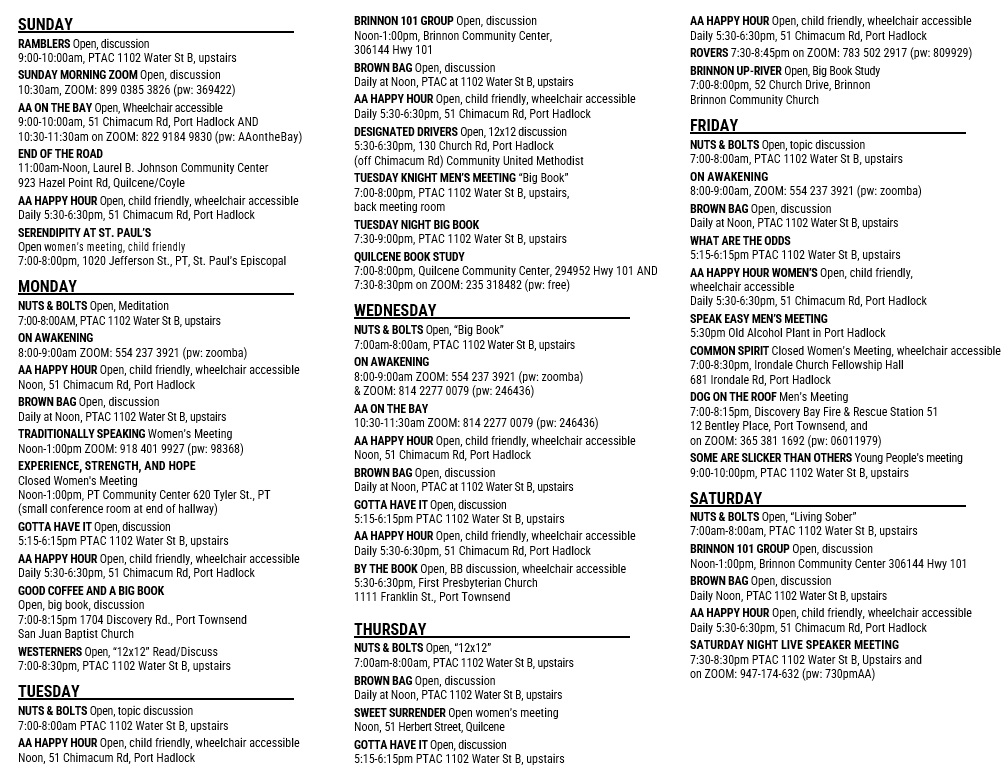 SUNDAY
RAMBLERS Open, discussion
9:00-10:00am, PTAC 1102 Water St B, upstairs
SUNDAY MORNING ZOOM Open, discussion
10:30am, ZOOM: 899 0385 3826 (pw: 369422)
AA ON THE BAY Open, Wheelchair accessible
9:00-10:00am, 51 Chimacum Rd, Port Hadlock AND
10:30-11:30am on ZOOM: 822 9184 9830 (pw: AAontheBay)
END OF THE ROAD
11:00am-Noon, Laurel B. Johnson Community Center
923 Hazel Point Rd, Quilcene/Coyle
AA HAPPY HOUR Open, child friendly, wheelchair accessible
Daily 5:30-6:30pm, 51 Chimacum Rd, Port Hadlock
SERENDIPITY AT ST. PAUL'S
Open women's meeting, child friendly
7:00-8:00pm, 1020 Jefferson St., PT, St. Paul's Episcopal
MONDAY
NUTS & BOLTS Open, Meditation
7:00-8:00AM, PTAC 1102 Water St B, upstairs
ON AWAKENING
8:00-9:00am ZOOM: 554 237 3921 (pw: zoomba)
AA HAPPY HOUR Open, child friendly, wheelchair accessible
Noon, 51 Chimacum Rd, Port Hadlock
BROWN BAG Open, discussion
Daily at Noon, PTAC 1102 Water St B, upstairs
TRADITIONALLY SPEAKING Women's Meeting
Noon-1:00pm ZOOM: 918 401 9927 (pw: 98368)
EXPERIENCE, STRENGTH, AND HOPE
Closed Women's Meeting
Noon-1:00pm, PT Community Center 620 Tyler St., PT
(small conference room at end of hallway)
GOTTA HAVE IT Open, discussion
5:15-6:15pm PTAC 1102 Water St B, upstairs
AA HAPPY HOUR Open, child friendly, wheelchair accessible
Daily 5:30-6:30pm, 51 Chimacum Rd, Port Hadlock
GOOD COFFEE AND A BIG BOOK
Open, big book, discussion
7:00-8:15pm 1704 Discovery Rd., Port Townsend
San Juan Baptist Church
WESTERNERS Open, “12x12” Read/Discuss
7:00-8:30pm, PTAC 1102 Water St B, upstairs
TUESDAY
NUTS & BOLTS Open, topic discussion
7:00-8:00am PTAC 1102 Water St B, upstairs
AA HAPPY HOUR Open, child friendly, wheelchair accessible
Noon, 51 Chimacum Rd, Port Hadlock
BRINNON 101 GROUP Open, discussion
Noon-1:00pm, Brinnon Community Center,
306144 Hwy 101
BROWN BAG Open, discussion
Daily at Noon, PTAC at 1102 Water St B, upstairs
AA HAPPY HOUR Open, child friendly, wheelchair accessible
Daily 5:30-6:30pm, 51 Chimacum Rd, Port Hadlock
DESIGNATED DRIVERS Open, 12x12 discussion
5:30-6:30pm, 130 Church Rd, Port Hadlock
(off Chimacum Rd) Community United Methodist
TUESDAY KNIGHT MEN'S MEETING “Big Book”
7:00-8:00pm, PTAC 1102 Water St B, upstairs,
back meeting room
TUESDAY NIGHT BIG BOOK
7:30-9:00pm, PTAC 1102 Water St B, upstairs
QUILCENE BOOK STUDY
7:00-8:00pm, Quilcene Community Center, 294952 Hwy 101 AND
7:30-8:30pm on ZOOM: 235 318482 (pw: free)
WEDNESDAY
NUTS & BOLTS Open, “Big Book”
7:00am-8:00am, PTAC 1102 Water St B, upstairs
ON AWAKENING
8:00-9:00am ZOOM: 554 237 3921 (pw: zoomba)
& ZOOM: 814 2277 0079 (pw: 246436)
AA ON THE BAY
10:30-11:30am ZOOM: 814 2277 0079 (pw: 246436)
AA HAPPY HOUR Open, child friendly, wheelchair accessible
Noon, 51 Chimacum Rd, Port Hadlock
BROWN BAG Open, discussion
Daily at Noon, PTAC at 1102 Water St B, upstairs
GOTTA HAVE IT Open, discussion
5:15-6:15pm PTAC 1102 Water St B, upstairs
AA HAPPY HOUR Open, child friendly, wheelchair accessible
Daily 5:30-6:30pm, 51 Chimacum Rd, Port Hadlock
BY THE BOOK Open, BB discussion, wheelchair accessible
5:30-6:30pm, First Presbyterian Church
1111 Franklin St., Port Townsend
THURSDAY
NUTS & BOLTS Open, “12x12”
7:00am-8:00am, PTAC 1102 Water St B, upstairs
BROWN BAG Open, discussion
Daily at Noon, PTAC 1102 Water St B, upstairs
SWEET SURRENDER Open women's meeting
Noon, 51 Herbert Street, Quilcene
GOTTA HAVE IT Open, discussion
5:15-6:15pm PTAC 1102 Water St B, upstairs
AA HAPPY HOUR Open, child friendly, wheelchair accessible
Daily 5:30-6:30pm, 51 Chimacum Rd, Port Hadlock
ROVERS 7:30-8:45pm on ZOOM: 783 502 2917 (pw: 809929)
BRINNON UP-RIVER Open, Big Book Study
7:00-8:00pm, 52 Church Drive, Brinnon
Brinnon Community Church
FRIDAY
NUTS & BOLTS Open, topic discussion
7:00-8:00am, PTAC 1102 Water St B, upstairs
ON AWAKENING
8:00-9:00am, ZOOM: 554 237 3921 (pw: zoomba)
BROWN BAG Open, discussion
Daily at Noon, PTAC 1102 Water St B, upstairs
WHAT ARE THE ODDS
5:15-6:15pm PTAC 1102 Water St B, upstairs
AA HAPPY HOUR WOMEN'S Open, child friendly,
wheelchair accessible
Daily 5:30-6:30pm, 51 Chimacum Rd, Port Hadlock
SPEAK EASY MEN'S MEETING
5:30pm Old Alcohol Plant in Port Hadlock
COMMON SPIRIT Closed Women's Meeting, wheelchair accessible
7:00-8:30pm, Irondale Church Fellowship Hall
681 Irondale Rd, Port Hadlock
DOG ON THE ROOF Men's Meeting
7:00-8:15pm, Discovery Bay Fire & Rescue Station 51
12 Bentley Place, Port Townsend, and
on ZOOM: 365 381 1692 (pw: 06011979)
SOME ARE SLICKER THAN OTHERS Young People's meeting
9:00-10:00pm, PTAC 1102 Water St B, upstairs
SATURDAY
NUTS & BOLTS Open, “Living Sober”
7:00am-8:00am, PTAC 1102 Water St B, upstairs
BRINNON 101 GROUP Open, discussion
Noon-1:00pm, Brinnon Community Center 306144 Hwy 101
BROWN BAG Open, discussion
Daily Noon, PTAC 1102 Water St B, upstairs
AA HAPPY HOUR Open, child friendly, wheelchair accessible
Daily 5:30-6:30pm, 51 Chimacum Rd, Port Hadlock
SATURDAY NIGHT LIVE SPEAKER MEETING
7:30-8:30pm PTAC 1102 Water St B, Upstairs and
on ZOOM: 947-174-632 (pw: 730pmAA)